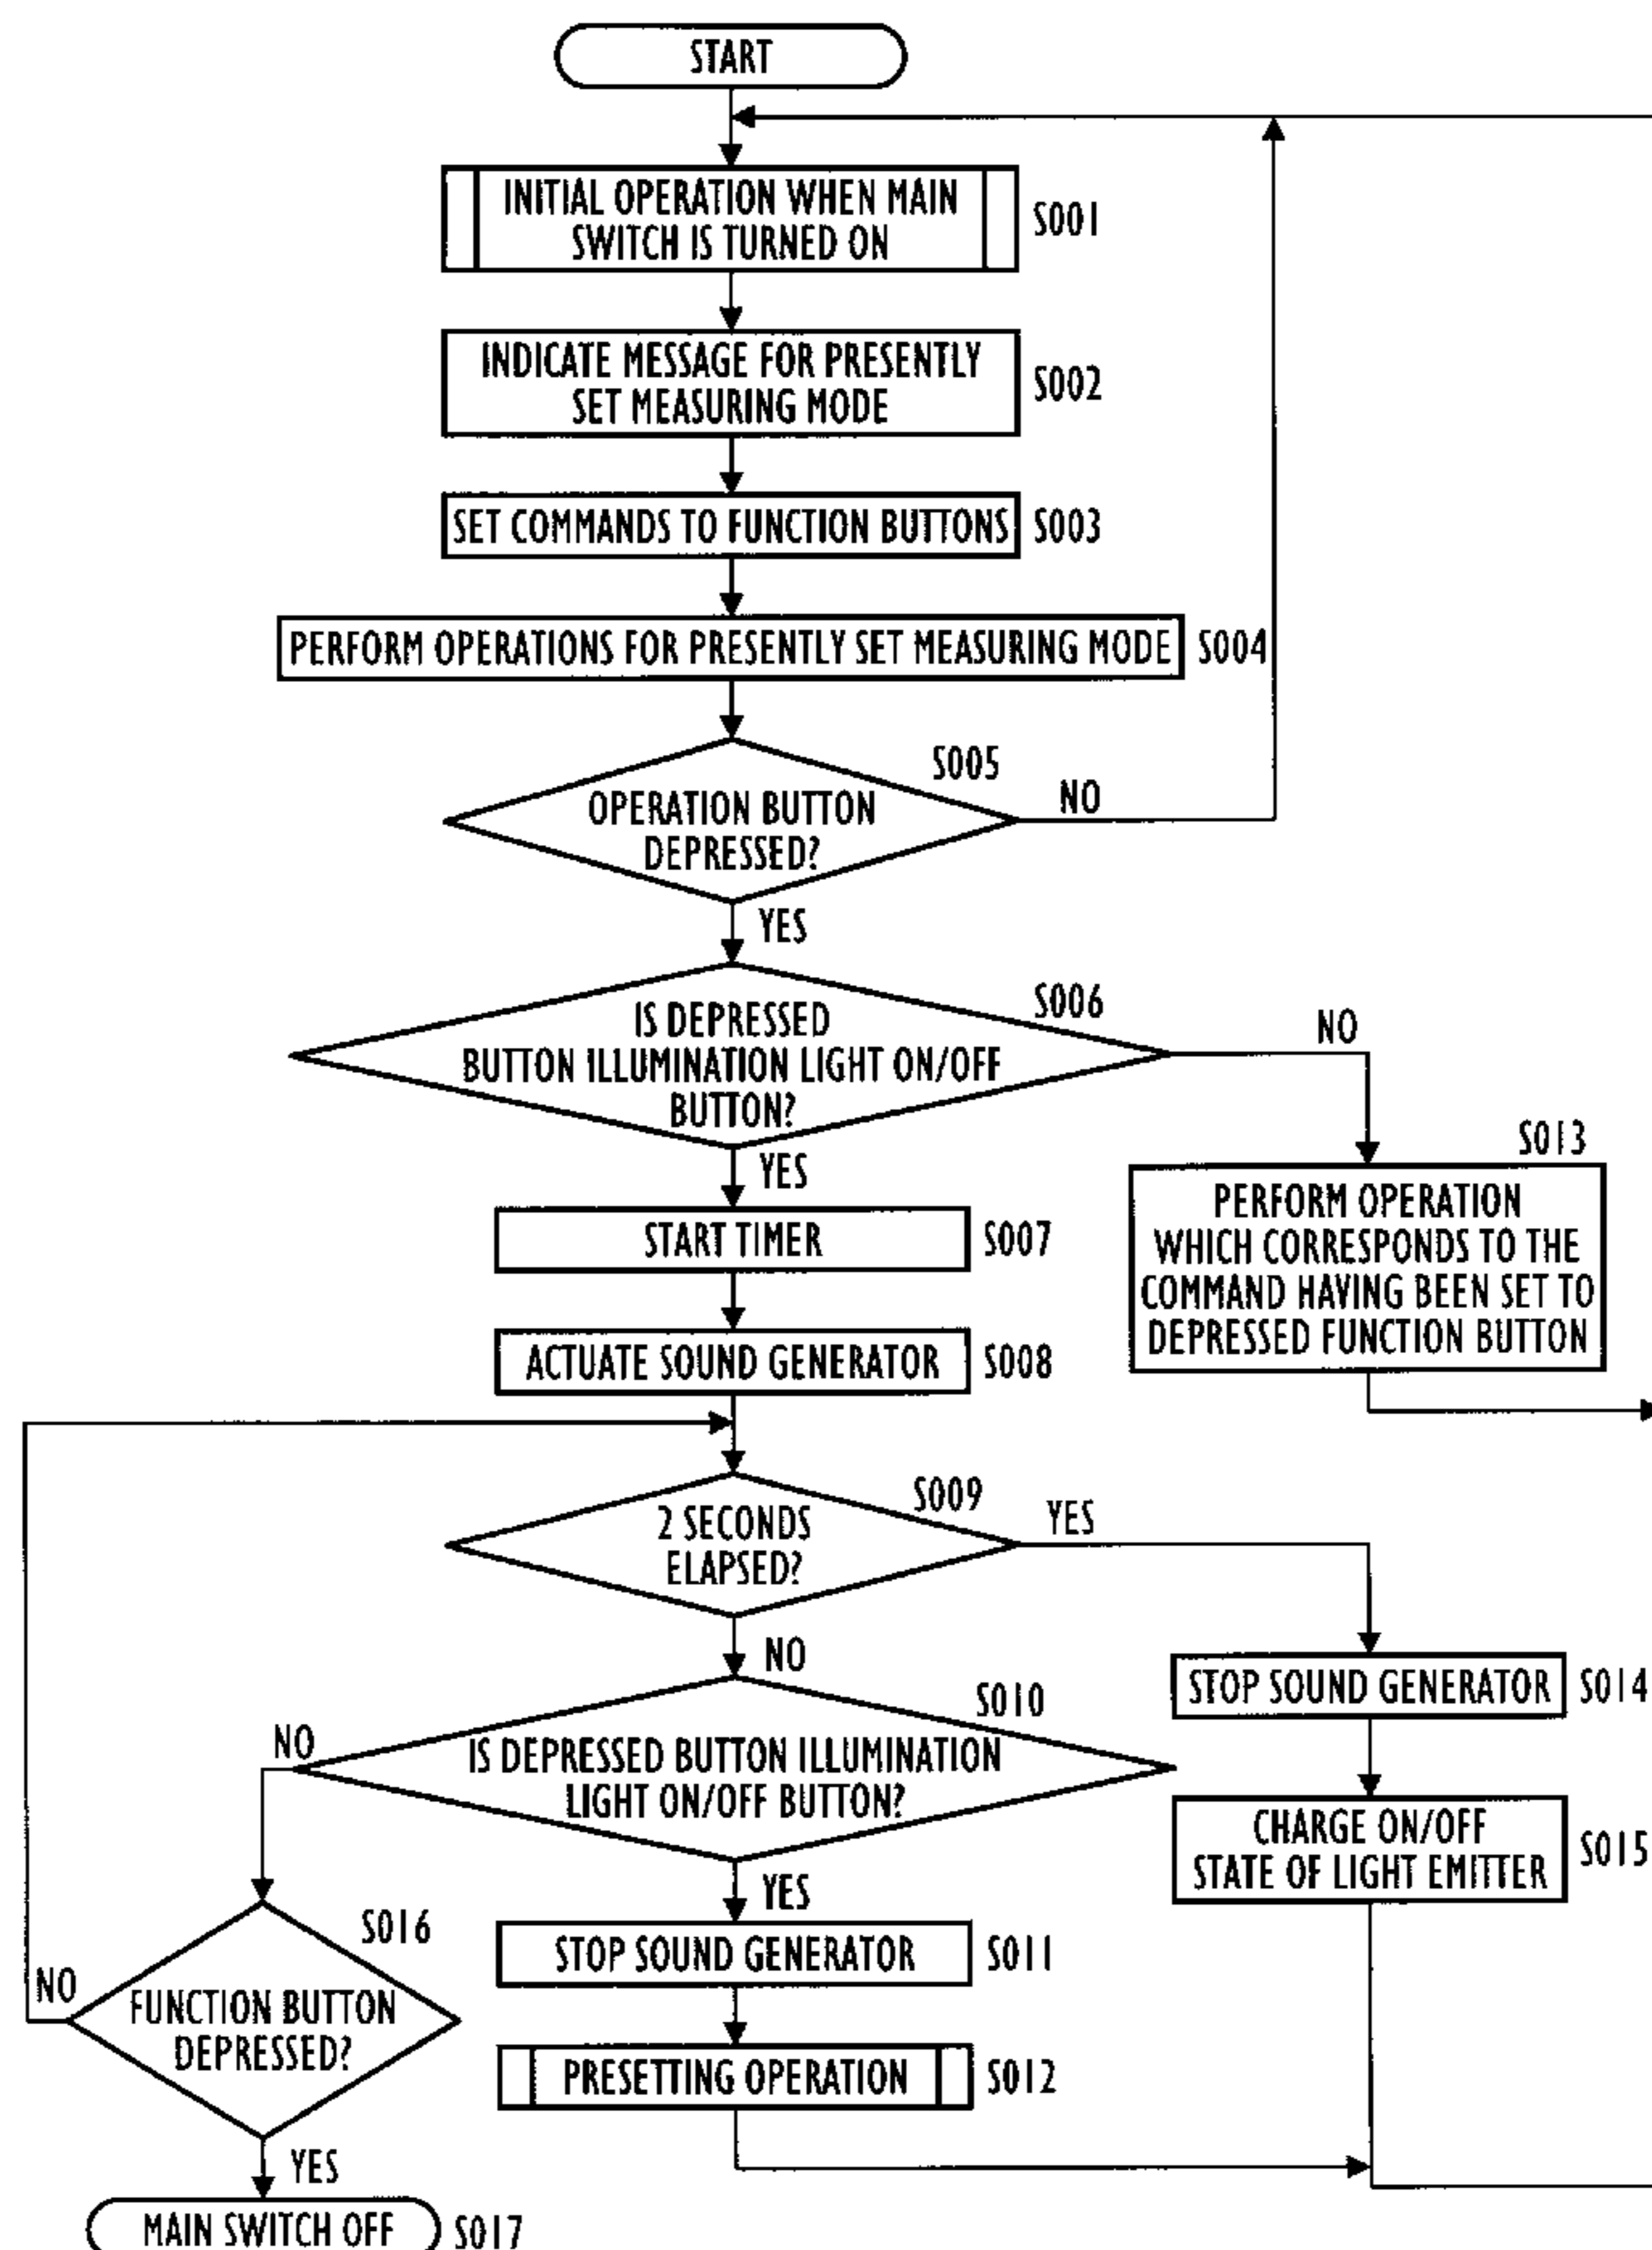 START
INITIAL OPERATION WHEN MAIN
SWITCH IS TURNED ON
S001
INDICATE MESSAGE FOR PRESENTLY
SET MEASURING MODE
S002
SET COMMANDS TO FUNCTION BUTTONS
S003
PERFORM OPERATIONS FOR PRESENTLY SET MEASURING MODE
S004
S005
OPERATION BUTTON
DEPRESSED?
NO
YES
S006
IS DEPRESSED
BUTTON ILLUMINATION LIGHT ON/OFF
BUTTON?
NO
YES
S013
PERFORM OPERATION
WHICH CORRESPONDS TO THE
COMMAND HAVING BEEN SET TO
DEPRESSED FUNCTION BUTTON
START TIMER
S007
ACTUATE SOUND GENERATOR
S008
S009
2 SECONDS
ELAPSED?
YES
NO
STOP SOUND GENERATOR
S014
S010
IS DEPRESSED BUTTON ILLUMINATION
LIGHT ON/OFF BUTTON?
NO
YES
CHARGE ON/OFF
STATE OF LIGHT EMITTER
S015
S016
FUNCTION BUTTON
DEPRESSED?
NO
YES
STOP SOUND GENERATOR
S011
PRESETTING OPERATION
S012
MAIN SWITCH OFF
S017